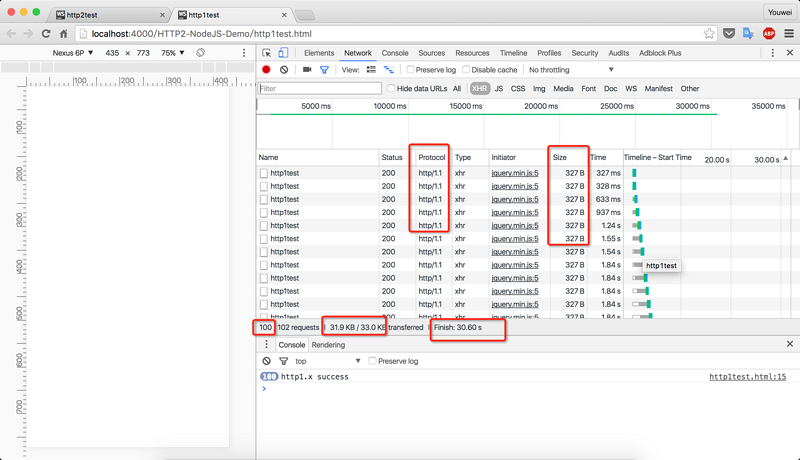 http2test
http1test
Youwei
https://localhost:4000/HTTP2-NodeJS-Demo/http1test.html
Nexus 6P ▼ 435 × 773 75% ▼
Elements Network Console Sources Resources Timeline Profiles Security Audits Adblock Plus
View: Preserve log Disable cache No throttling ▼
Filter Hide data URLs All XHR JS CSS Img Media Font Doc WS Manifest Other
5000 ms 10000 ms 15000 ms 20000 ms 25000 ms 30000 ms 35000 ms
Name Status Protocol Type Initiator Size Time Timeline – Start Time 20.00 s 30.00 s ▲
http1test 200 http/1.1 xhr jquery.min.js:5 327 B 327 ms
http1test 200 http/1.1 xhr jquery.min.js:5 327 B 328 ms
http1test 200 http/1.1 xhr jquery.min.js:5 327 B 633 ms
http1test 200 http/1.1 xhr jquery.min.js:5 327 B 937 ms
http1test 200 http/1.1 xhr jquery.min.js:5 327 B 1.24 s
http1test 200 http/1.1 xhr jquery.min.js:5 327 B 1.55 s
http1test 200 http/1.1 xhr jquery.min.js:5 327 B 1.54 s
http1test 200 http/1.1 xhr jquery.min.js:5 327 B 1.84 s http1test
http1test 200 http/1.1 xhr jquery.min.js:5 327 B 1.84 s
http1test 200 http/1.1 xhr jquery.min.js:5 327 B 1.84 s
http1test 200 http/1.1 xhr jquery.min.js:5 327 B 1.84 s
http1test 200 http/1.1 xhr jquery.min.js:5 327 B 1.84 s
100 102 requests | 31.9 KB / 33.0 KB transferred | Finish: 30.60 s
Console Rendering
top ▼ Preserve log
100 http1.x success http1test.html:15
>
100 200 300 400
100
200
300
400
500
600
700